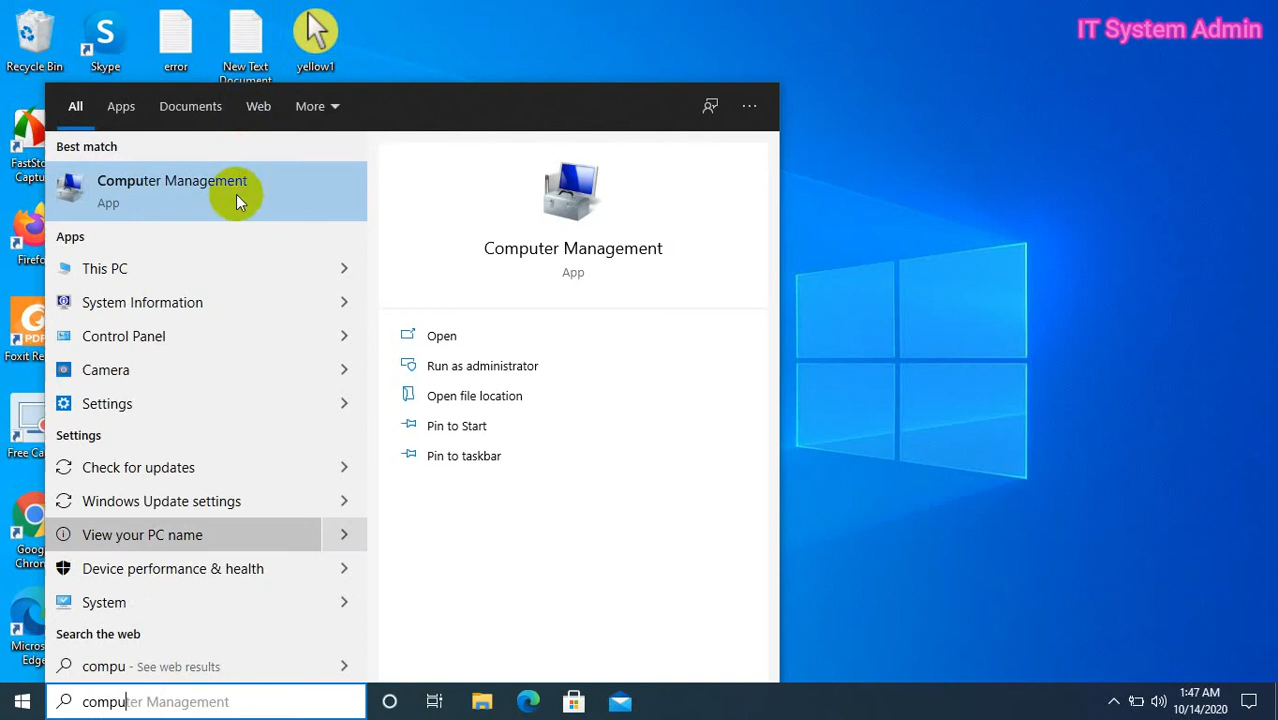 IT System Admin
Recycle Bin
Skype
error
New Text Document
yellow1
All Apps Documents Web More
Best match
Computer Management
App
Computer Management
App
Apps
This PC
System Information
Control Panel
Camera
Settings
Settings
Check for updates
Windows Update settings
View your PC name
Device performance & health
System
Search the web
compu - See web results
Open
Run as administrator
Open file location
Pin to Start
Pin to taskbar
computer Management
1:47 AM
10/14/2020